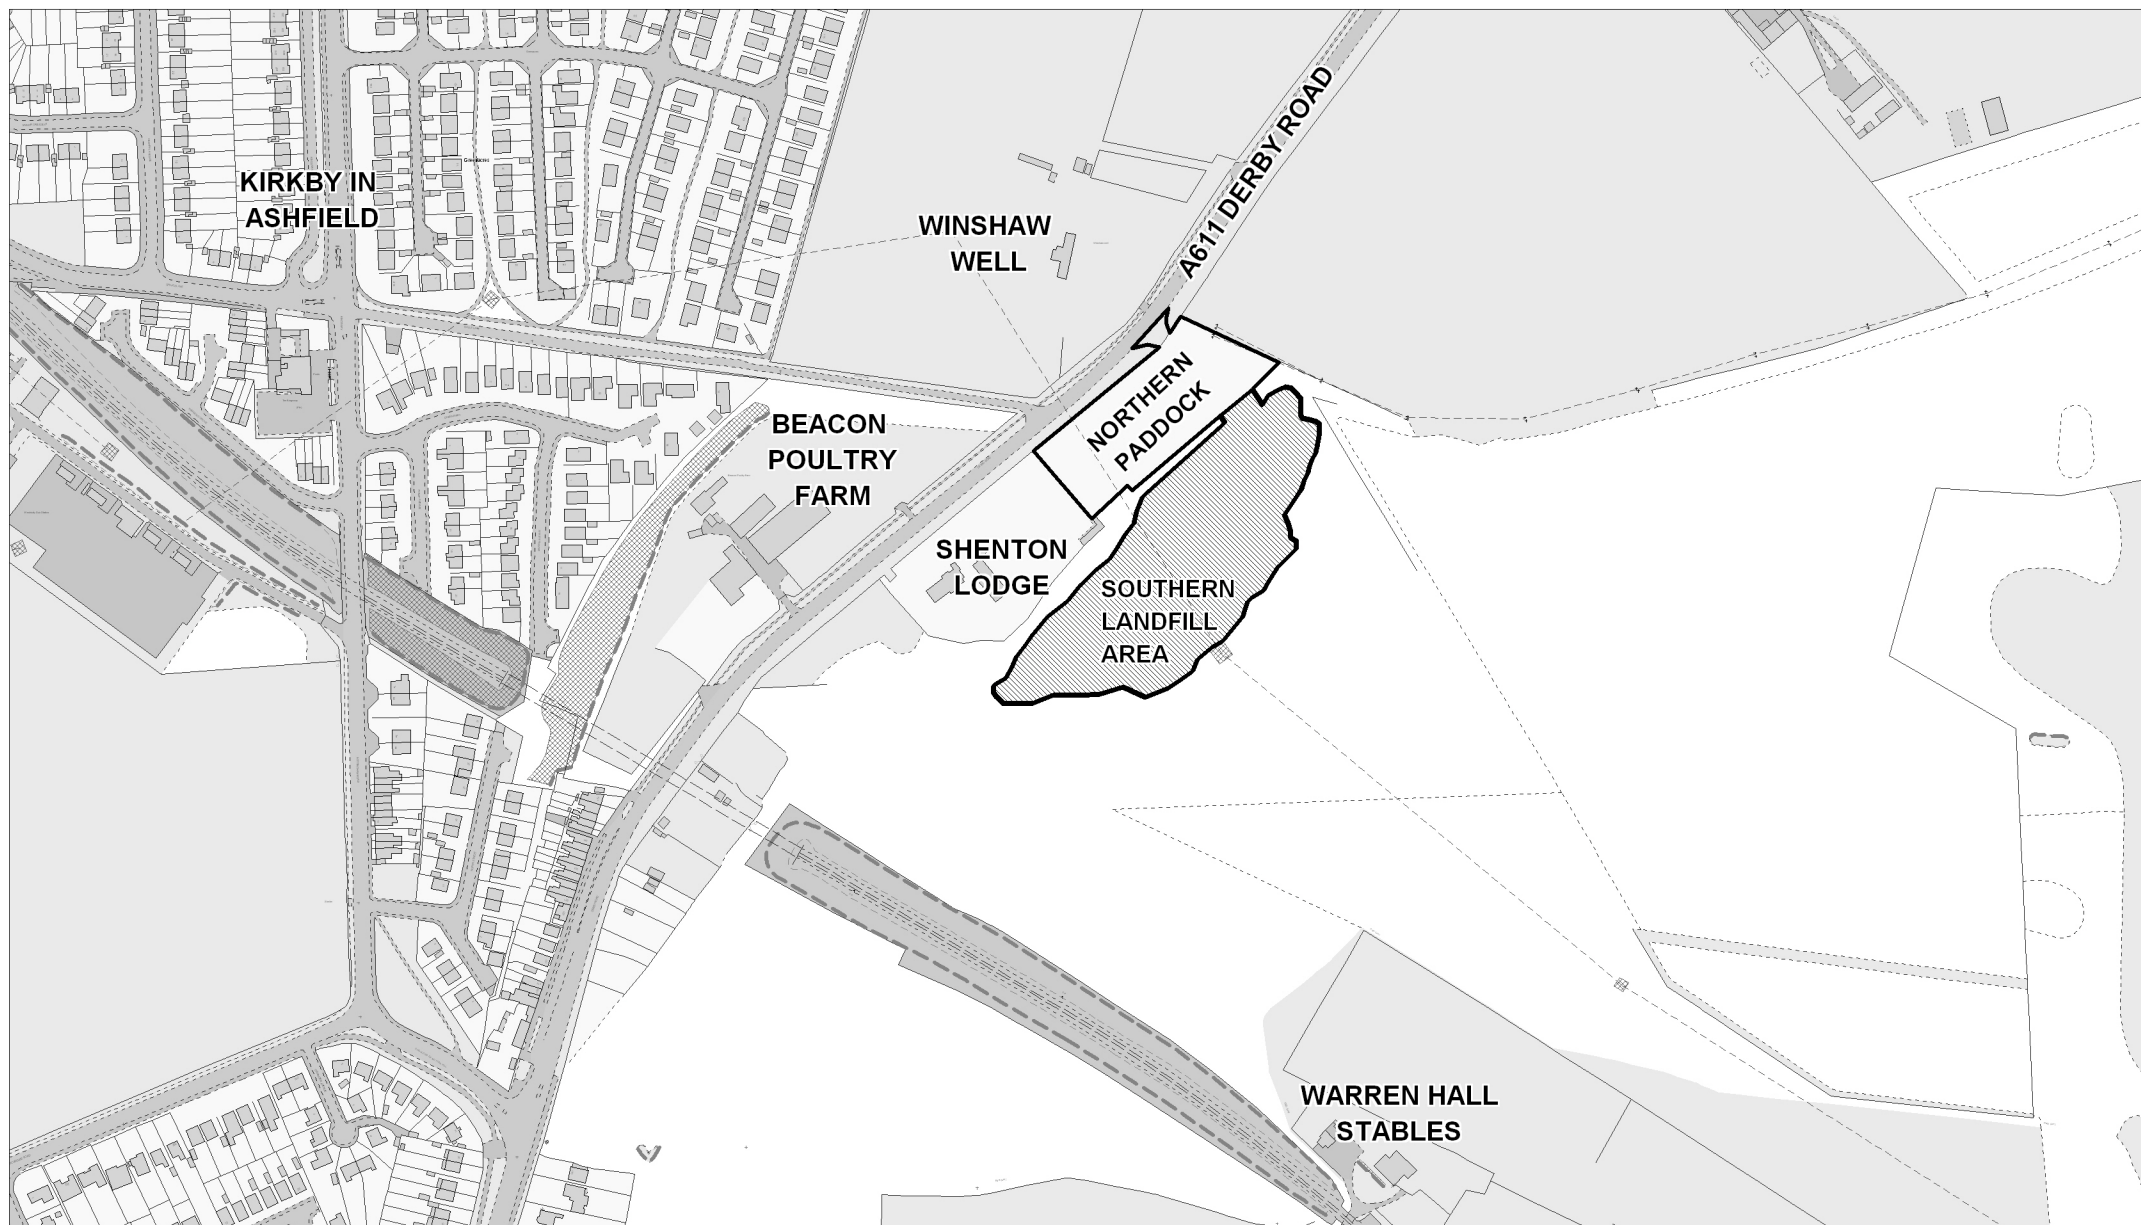 KIRKBY IN
ASHFIELD
WINSHAW
WELL
A611 DERBY ROAD
NORTHERN
PADDOCK
BEACON
POULTRY
FARM
SHENTON
LODGE
SOUTHERN
LANDFILL
AREA
WARREN HALL
STABLES